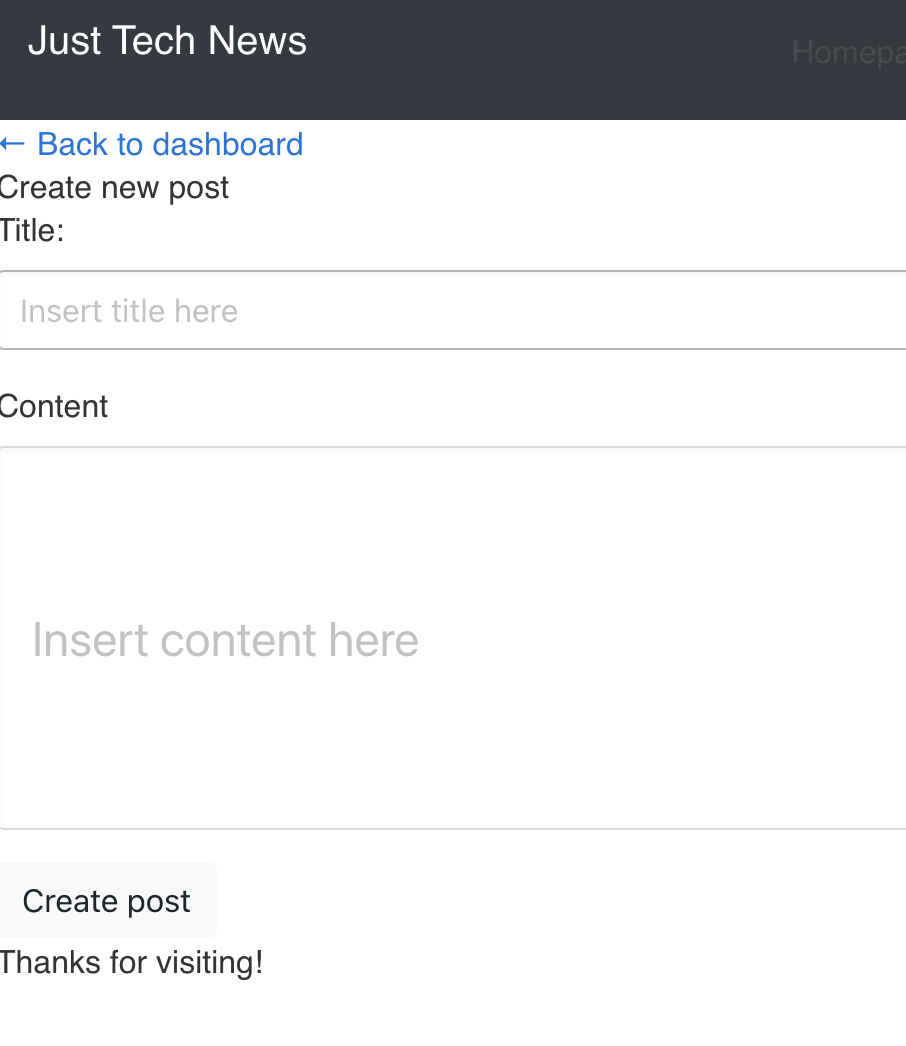 Just Tech News
Homepa
← Back to dashboard
Create new post
Title:
Insert title here
Content
Insert content here
Create post
Thanks for visiting!